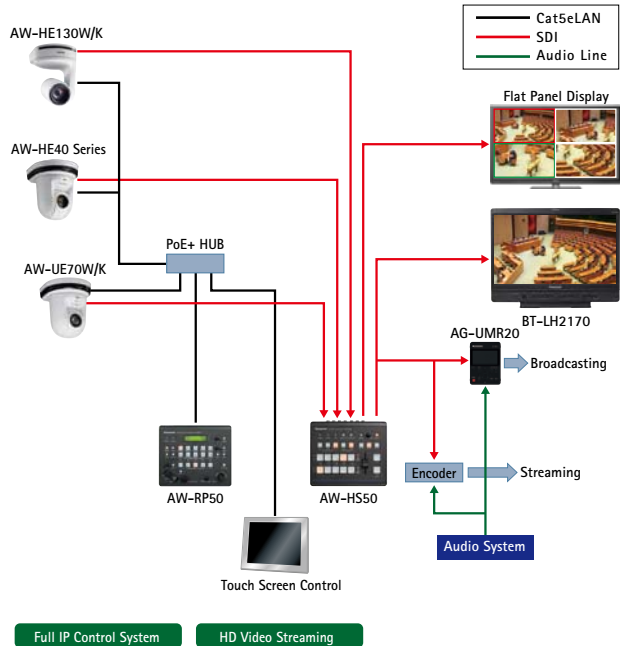 AW-HE130W/K
Cat5eLAN
SDI
Audio Line
Flat Panel Display
AW-HE40 Series
PoE+ HUB
AW-UE70W/K
BT-LH2170
AG-UMR20
Broadcasting
Encoder
Streaming
AW-RP50
AW-HS50
Audio System
Touch Screen Control
Full IP Control System
HD Video Streaming